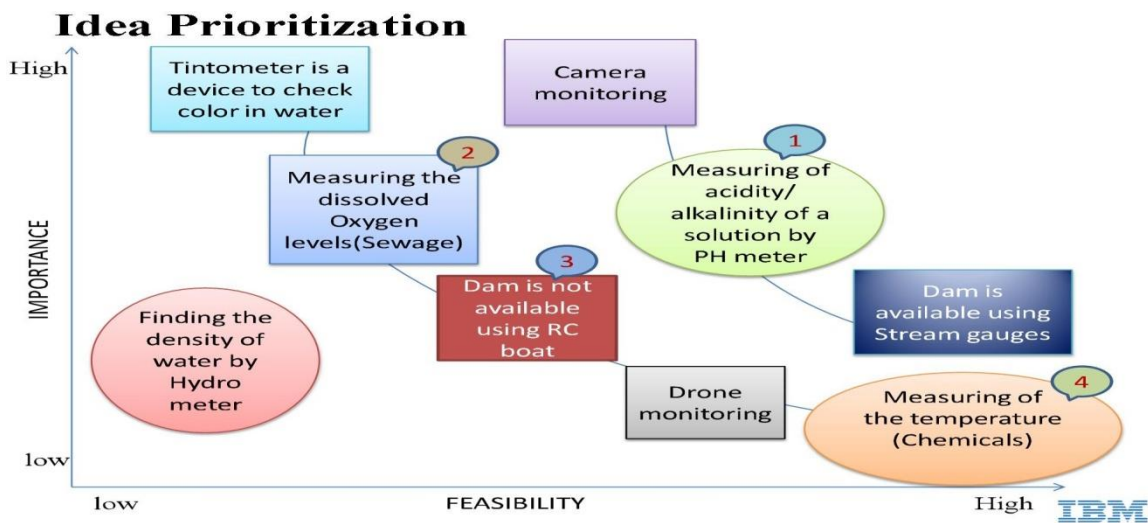 Idea Prioritization
High
Tintometer is a
device to check
color in water
Camera
monitoring
2
Measuring the
dissolved
Oxygen
levels(Sewage)
1
Measuring of
acidity/
alkalinity of a
solution by
PH meter
IMPORTANCE
3
Dam is not
available
using RC
boat
Dam is
available using
Stream gauges
Finding the
density of
water by
Hydro
meter
Drone
monitoring
4
Measuring of
the temperature
(Chemicals)
low
low
FEASIBILITY
High
IBM